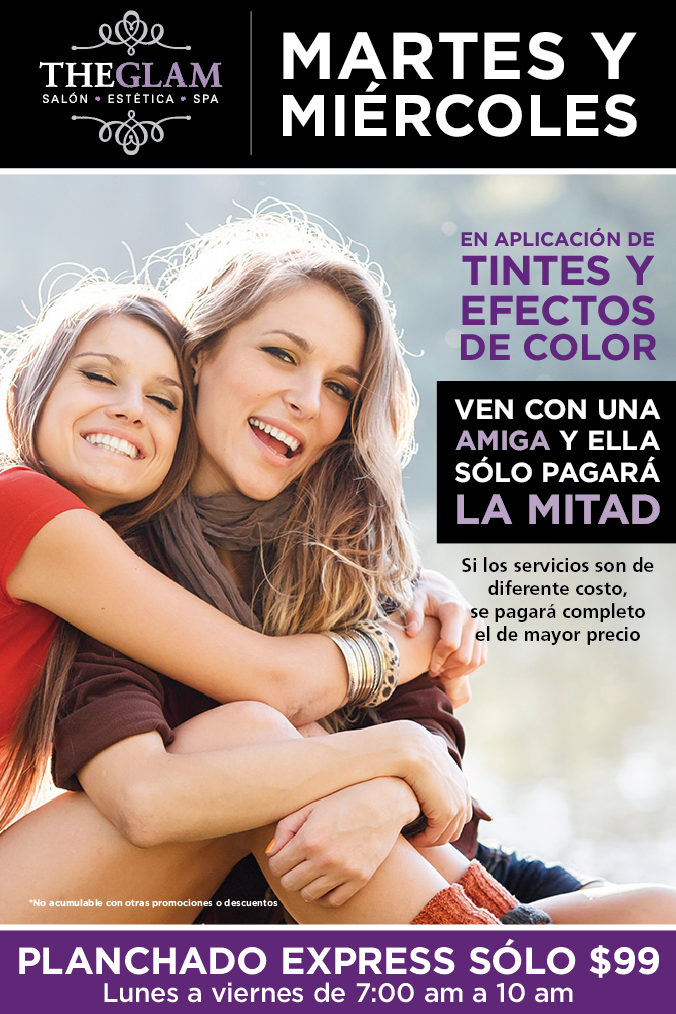 THEGLAM
SALÓN • ESTÉTICA • SPA
MARTES Y
MIÉRCOLES
EN APLICACIÓN DE
TINTES Y
EFECTOS
DE COLOR
VEN CON UNA
AMIGA Y ELLA
SÓLO PAGARÁ
LA MITAD
Si los servicios son de
diferente costo,
se pagará completo
el de mayor precio
*No acumulable con otras promociones o descuentos
PLANCHADO EXPRESS SÓLO $99
Lunes a viernes de 7:00 am a 10 am